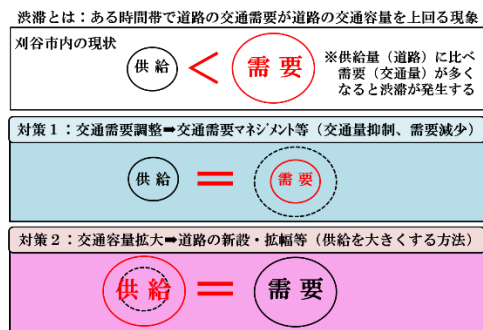 渋滞とは：ある時間帯で道路の交通需要が道路の交通容量を上回る現象
刈谷市内の現状
供給 < 需要
※供給量（道路）に比べ
需要（交通量）が多く
なると渋滞が発生する
対策１：交通需要調整➡交通需要マネジメント等（交通量抑制、需要減少）
供給 = 需要
対策２：交通容量拡大➡道路の新設・拡幅等（供給を大きくする方法）
供給 = 需要